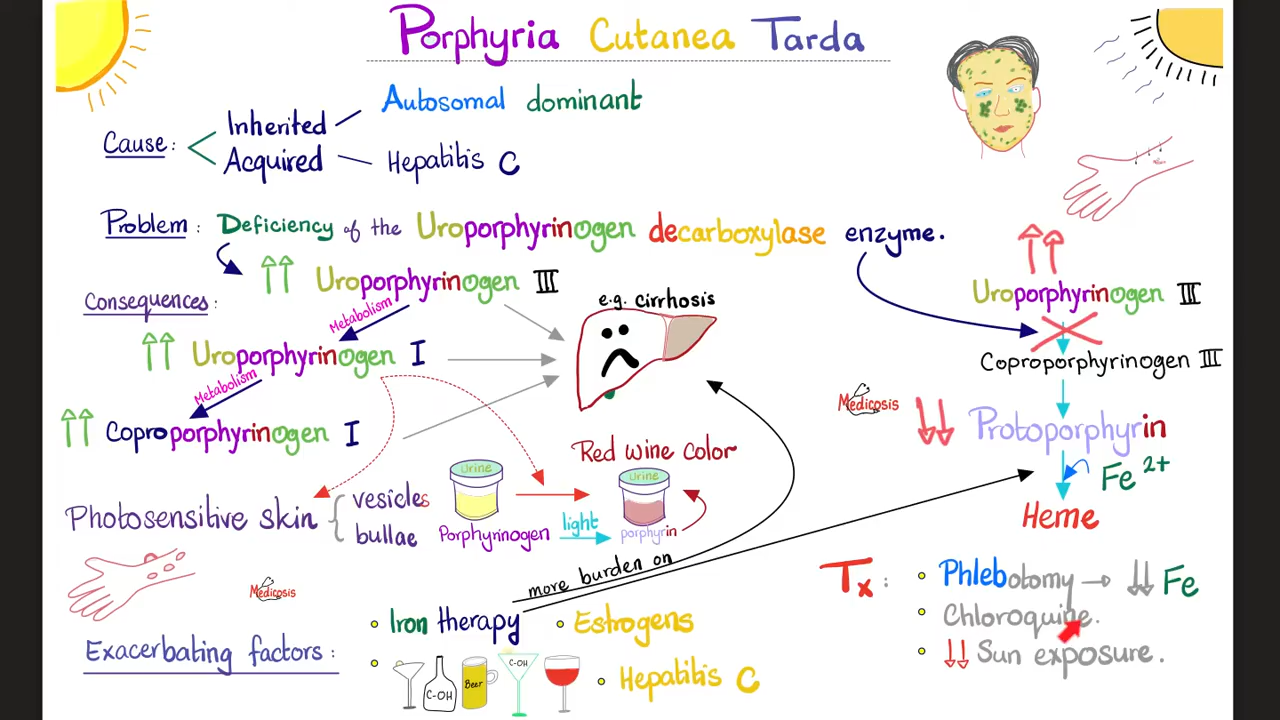 Porphyria Cutanea Tarda
Cause:
Inherited
Autosomal dominant
Acquired
Hepatitis C
Problem: Deficiency of the Uroporphyrinogen decarboxylase enzyme.
Uroporphyrinogen III
Consequences:
Metabolism
Uroporphyrinogen I
Metabolism
Coproporphyrinogen I
e.g. cirrhosis
Photosensitive skin
vesicles
bullae
Red wine color
Urine
Urine
Porphyrinogen
light
porphyrin
Medicosis
more burden on
Exacerbating factors:
Iron therapy
Estrogens
C-OH
Beer
C-OH
Hepatitis C
Uroporphyrinogen III
Coproporphyrinogen III
Medicosis
Protoporphyrin
Fe 2+
Heme
Tx:
Phlebotomy → ↓↓ Fe
Chloroquine.
↓↓ Sun exposure.